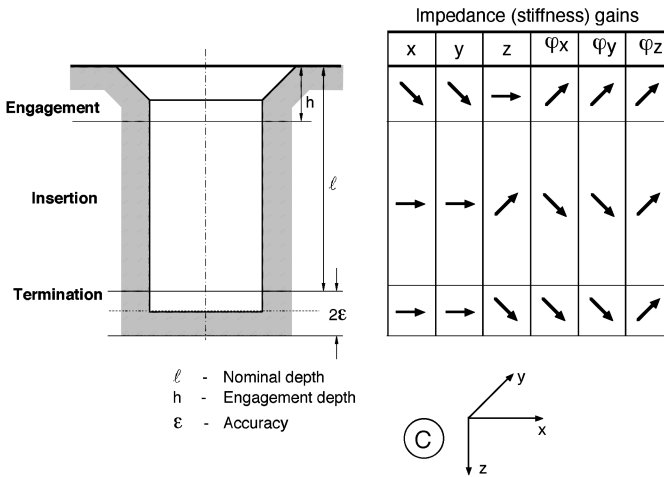 Impedance (stiffness) gains
x y z φx φy φz
Engagement
h
ℓ
Insertion
Termination
2ε
ℓ - Nominal depth
h - Engagement depth
ε - Accuracy
y
C
x
z